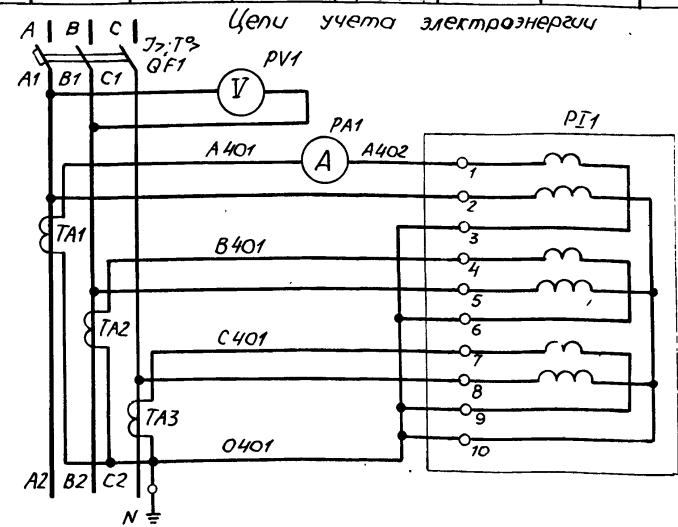 Цепи учета электроэнергии
A B C
I>;T°>
QF1
A1 B1 C1
PV1
V
PA1
A
A401
A402
PI1
1
2
3
TA1
B401
4
5
6
TA2
C401
7
8
9
TA3
O401
10
A2 B2 C2
N